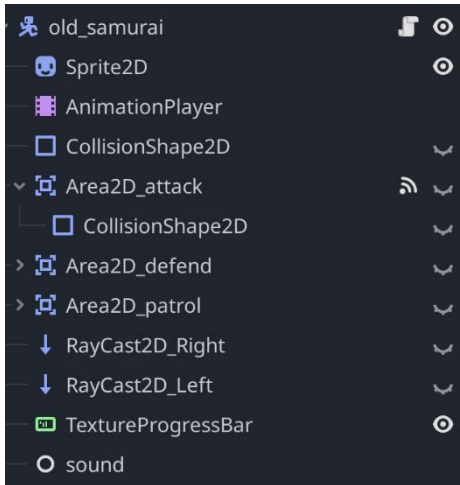 old_samurai
Sprite2D
AnimationPlayer
CollisionShape2D
Area2D_attack
CollisionShape2D
Area2D_defend
Area2D_patrol
RayCast2D_Right
RayCast2D_Left
TextureProgressBar
sound